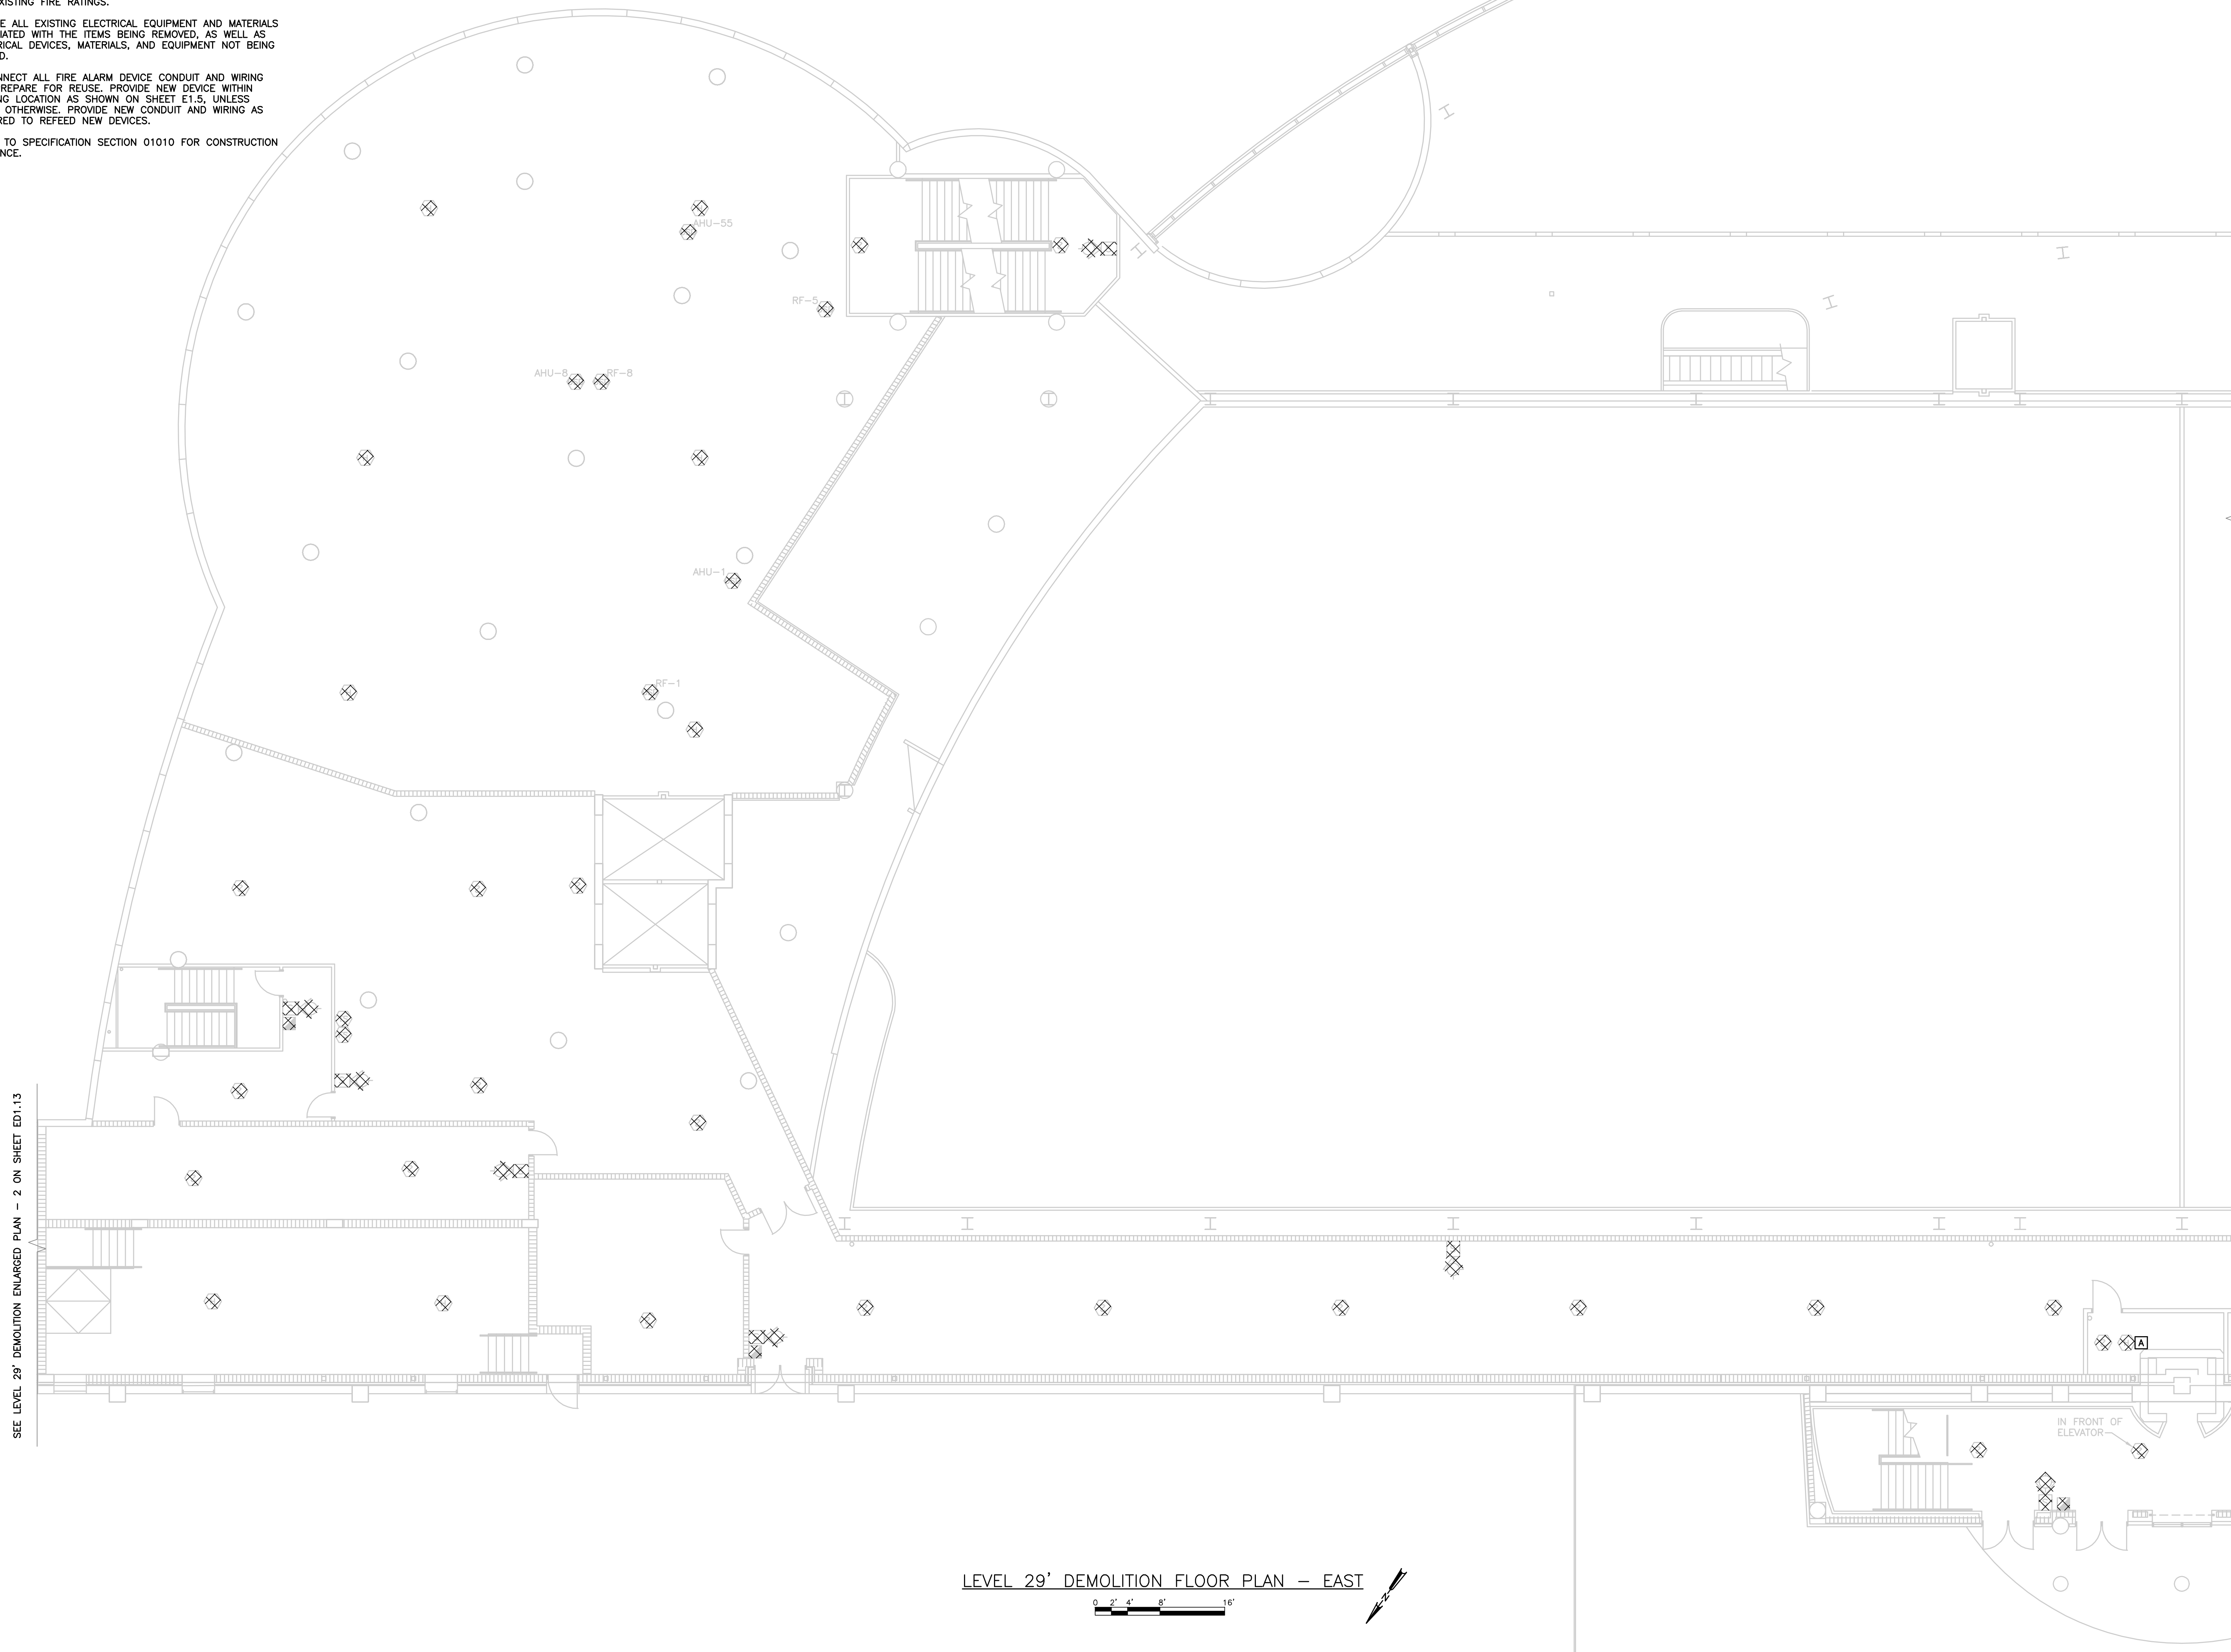 XISTING FIRE RATINGS.
E ALL EXISTING ELECTRICAL EQUIPMENT AND MATERIALS
IATED WITH THE ITEMS BEING REMOVED, AS WELL AS
RICAL DEVICES, MATERIALS, AND EQUIPMENT NOT BEING
D.
NNECT ALL FIRE ALARM DEVICE CONDUIT AND WIRING
REPARE FOR REUSE. PROVIDE NEW DEVICE WITHIN
NG LOCATION AS SHOWN ON SHEET E1.5, UNLESS
OTHERWISE. PROVIDE NEW CONDUIT AND WIRING AS
RED TO REFEED NEW DEVICES.
TO SPECIFICATION SECTION 01010 FOR CONSTRUCTION
NCE.
AHU-55
RF-5
AHU-8
RF-8
AHU-1
RF-1
SEE LEVEL 29' DEMOLITION ENLARGED PLAN - 2 ON SHEET ED1.13
A
IN FRONT OF
ELEVATOR
LEVEL 29' DEMOLITION FLOOR PLAN - EAST
N
0 2' 4' 8' 16'